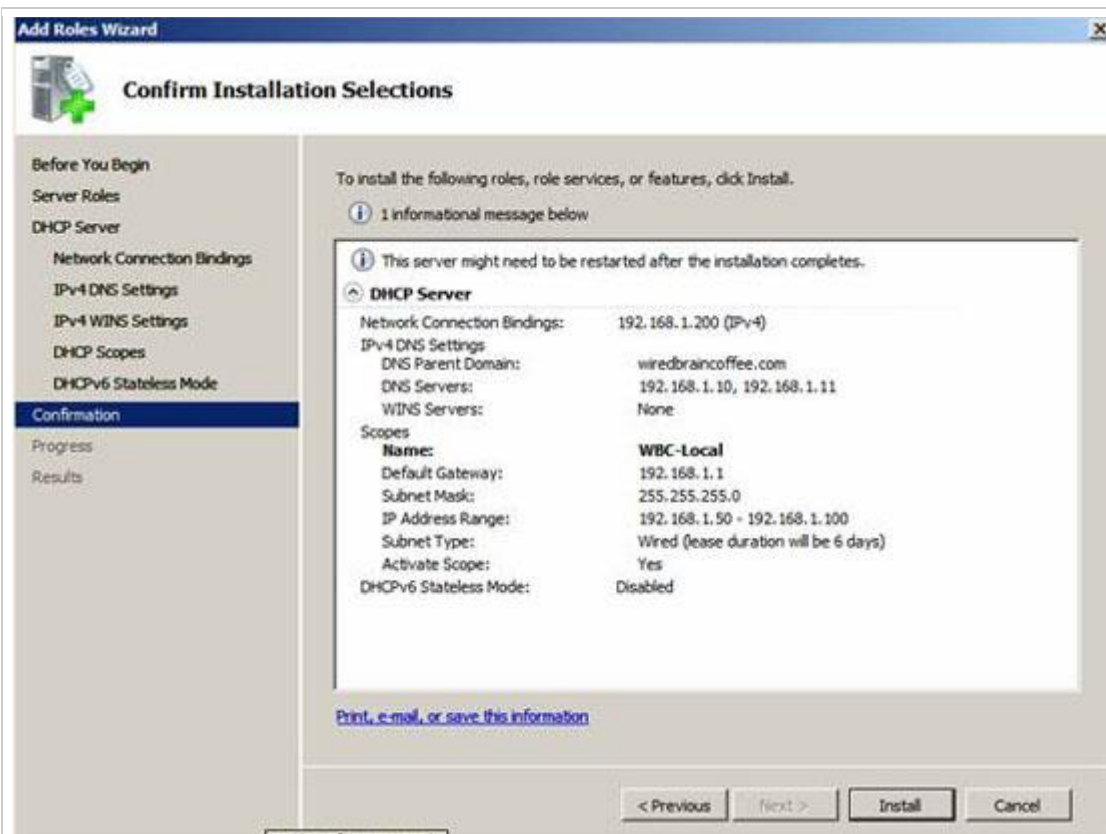 Add Roles Wizard
Confirm Installation Selections
Before You Begin
Server Roles
DHCP Server
Network Connection Bindings
IPv4 DNS Settings
IPv4 WINS Settings
DHCP Scopes
DHCPv6 Stateless Mode
Confirmation
Progress
Results
To install the following roles, role services, or features, click Install.
1 informational message below
This server might need to be restarted after the installation completes.
DHCP Server
Network Connection Bindings: 192.168.1.200 (IPv4)
IPv4 DNS Settings
DNS Parent Domain: wiredbraincoffee.com
DNS Servers: 192.168.1.10, 192.168.1.11
WINS Servers: None
Scopes
Name: WBC-Local
Default Gateway: 192.168.1.1
Subnet Mask: 255.255.255.0
IP Address Range: 192.168.1.50 - 192.168.1.100
Subnet Type: Wired (lease duration will be 6 days)
Activate Scope: Yes
DHCPv6 Stateless Mode: Disabled
Print, e-mail, or save this information
< Previous Next > Install Cancel